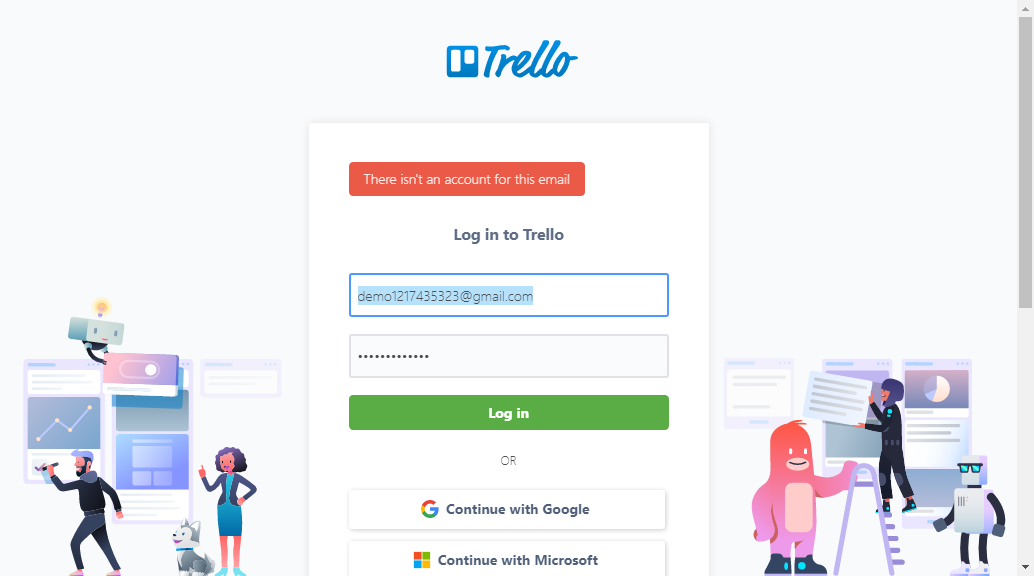 Trello
There isn't an account for this email
Log in to Trello
demo1217435323@gmail.com
•••••••••••••
Log in
OR
Continue with Google
Continue with Microsoft